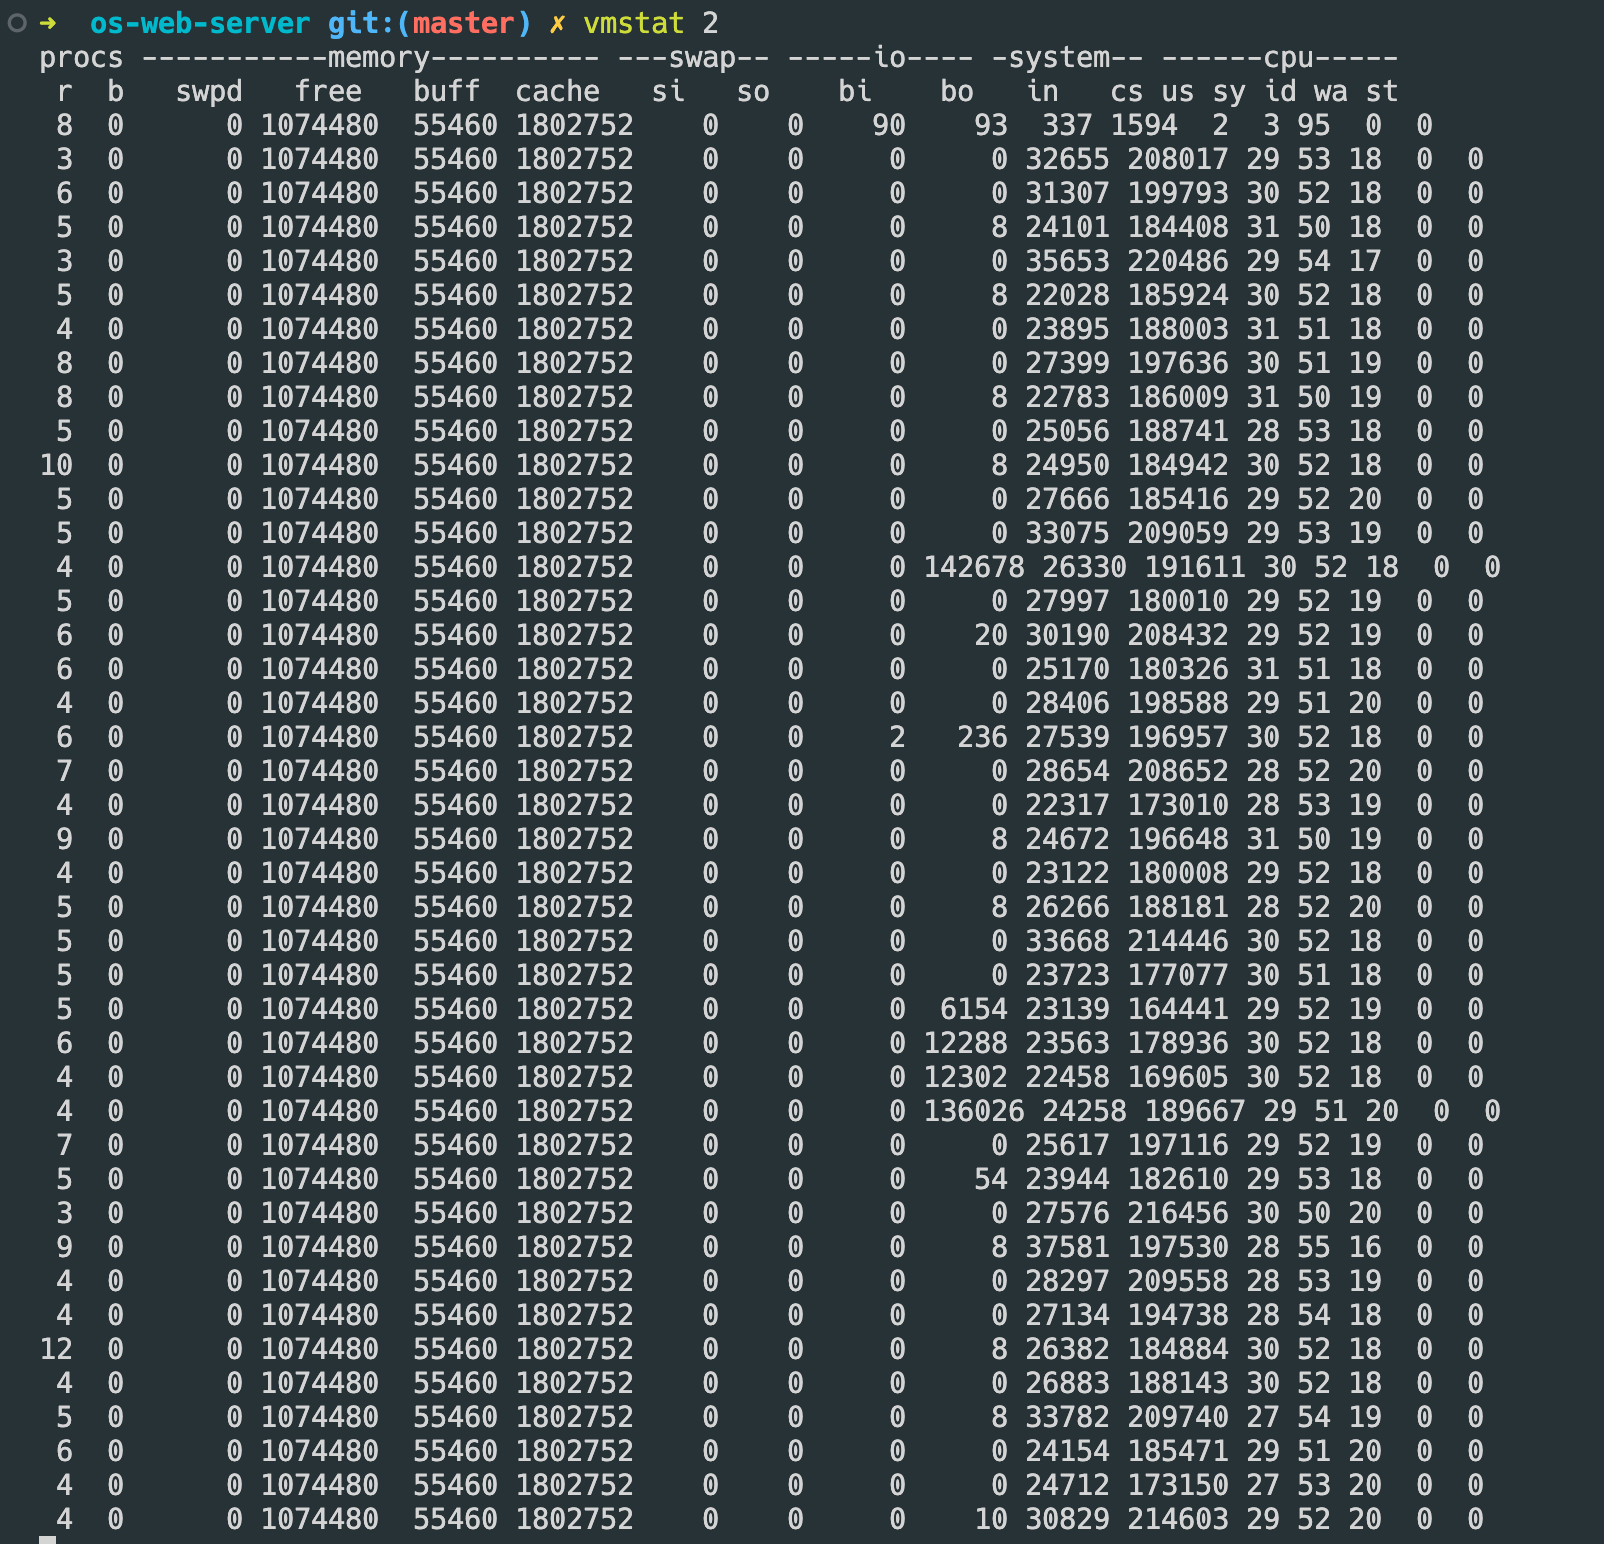 ➜  os-web-server git:(master) ✗ vmstat 2
procs -----------memory---------- ---swap-- -----io---- -system-- ------cpu-----
 r  b   swpd   free   buff  cache   si   so    bi    bo   in   cs us sy id wa st
 8  0      0 1074480  55460 1802752    0    0    90    93  337 1594  2  3 95  0  0
 3  0      0 1074480  55460 1802752    0    0     0     0 32655 208017 29 53 18  0  0
 6  0      0 1074480  55460 1802752    0    0     0     0 31307 199793 30 52 18  0  0
 5  0      0 1074480  55460 1802752    0    0     0     8 24101 184408 31 50 18  0  0
 3  0      0 1074480  55460 1802752    0    0     0     0 35653 220486 29 54 17  0  0
 5  0      0 1074480  55460 1802752    0    0     0     8 22028 185924 30 52 18  0  0
 4  0      0 1074480  55460 1802752    0    0     0     0 23895 188003 31 51 18  0  0
 8  0      0 1074480  55460 1802752    0    0     0     0 27399 197636 30 51 19  0  0
 8  0      0 1074480  55460 1802752    0    0     0     8 22783 186009 31 50 19  0  0
 5  0      0 1074480  55460 1802752    0    0     0     0 25056 188741 28 53 18  0  0
10  0      0 1074480  55460 1802752    0    0     0     8 24950 184942 30 52 18  0  0
 5  0      0 1074480  55460 1802752    0    0     0     0 27666 185416 29 52 20  0  0
 5  0      0 1074480  55460 1802752    0    0     0     0 33075 209059 29 53 19  0  0
 4  0      0 1074480  55460 1802752    0    0     0 142678 26330 191611 30 52 18  0  0
 5  0      0 1074480  55460 1802752    0    0     0     0 27997 180010 29 52 19  0  0
 6  0      0 1074480  55460 1802752    0    0     0    20 30190 208432 29 52 19  0  0
 6  0      0 1074480  55460 1802752    0    0     0     0 25170 180326 31 51 18  0  0
 4  0      0 1074480  55460 1802752    0    0     0     0 28406 198588 29 51 20  0  0
 6  0      0 1074480  55460 1802752    0    0     2   236 27539 196957 30 52 18  0  0
 7  0      0 1074480  55460 1802752    0    0     0     0 28654 208652 28 52 20  0  0
 4  0      0 1074480  55460 1802752    0    0     0     0 22317 173010 28 53 19  0  0
 9  0      0 1074480  55460 1802752    0    0     0     8 24672 196648 31 50 19  0  0
 4  0      0 1074480  55460 1802752    0    0     0     0 23122 180008 29 52 18  0  0
 5  0      0 1074480  55460 1802752    0    0     0     8 26266 188181 28 52 20  0  0
 5  0      0 1074480  55460 1802752    0    0     0     0 33668 214446 30 52 18  0  0
 5  0      0 1074480  55460 1802752    0    0     0     0 23723 177077 30 51 18  0  0
 5  0      0 1074480  55460 1802752    0    0     0  6154 23139 164441 29 52 19  0  0
 6  0      0 1074480  55460 1802752    0    0     0 12288 23563 178936 30 52 18  0  0
 4  0      0 1074480  55460 1802752    0    0     0 12302 22458 169605 30 52 18  0  0
 4  0      0 1074480  55460 1802752    0    0     0 136026 24258 189667 29 51 20  0  0
 7  0      0 1074480  55460 1802752    0    0     0     0 25617 197116 29 52 19  0  0
 5  0      0 1074480  55460 1802752    0    0     0    54 23944 182610 29 53 18  0  0
 3  0      0 1074480  55460 1802752    0    0     0     0 27576 216456 30 50 20  0  0
 9  0      0 1074480  55460 1802752    0    0     0     8 37581 197530 28 55 16  0  0
 4  0      0 1074480  55460 1802752    0    0     0     0 28297 209558 28 53 19  0  0
 4  0      0 1074480  55460 1802752    0    0     0     0 27134 194738 28 54 18  0  0
12  0      0 1074480  55460 1802752    0    0     0     8 26382 184884 30 52 18  0  0
 4  0      0 1074480  55460 1802752    0    0     0     0 26883 188143 30 52 18  0  0
 5  0      0 1074480  55460 1802752    0    0     0     8 33782 209740 27 54 19  0  0
 6  0      0 1074480  55460 1802752    0    0     0     0 24154 185471 29 51 20  0  0
 4  0      0 1074480  55460 1802752    0    0     0     0 24712 173150 27 53 20  0  0
 4  0      0 1074480  55460 1802752    0    0     0    10 30829 214603 29 52 20  0  0